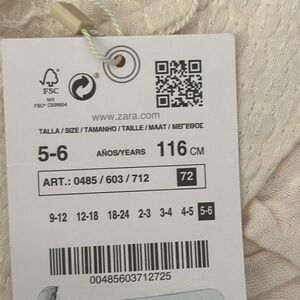 FSC
MIX
FSC® C028604
www.zara.com
TALLA / SIZE / TAMANHO / TAILLE / MAAT / ΜΕΓΕΘΟΣ
5-6 AÑOS/YEARS 116 CM
ART.: 0485 / 603 / 712 72
9-12 12-18 18-24 2-3 3-4 4-5 5-6
00485603712725